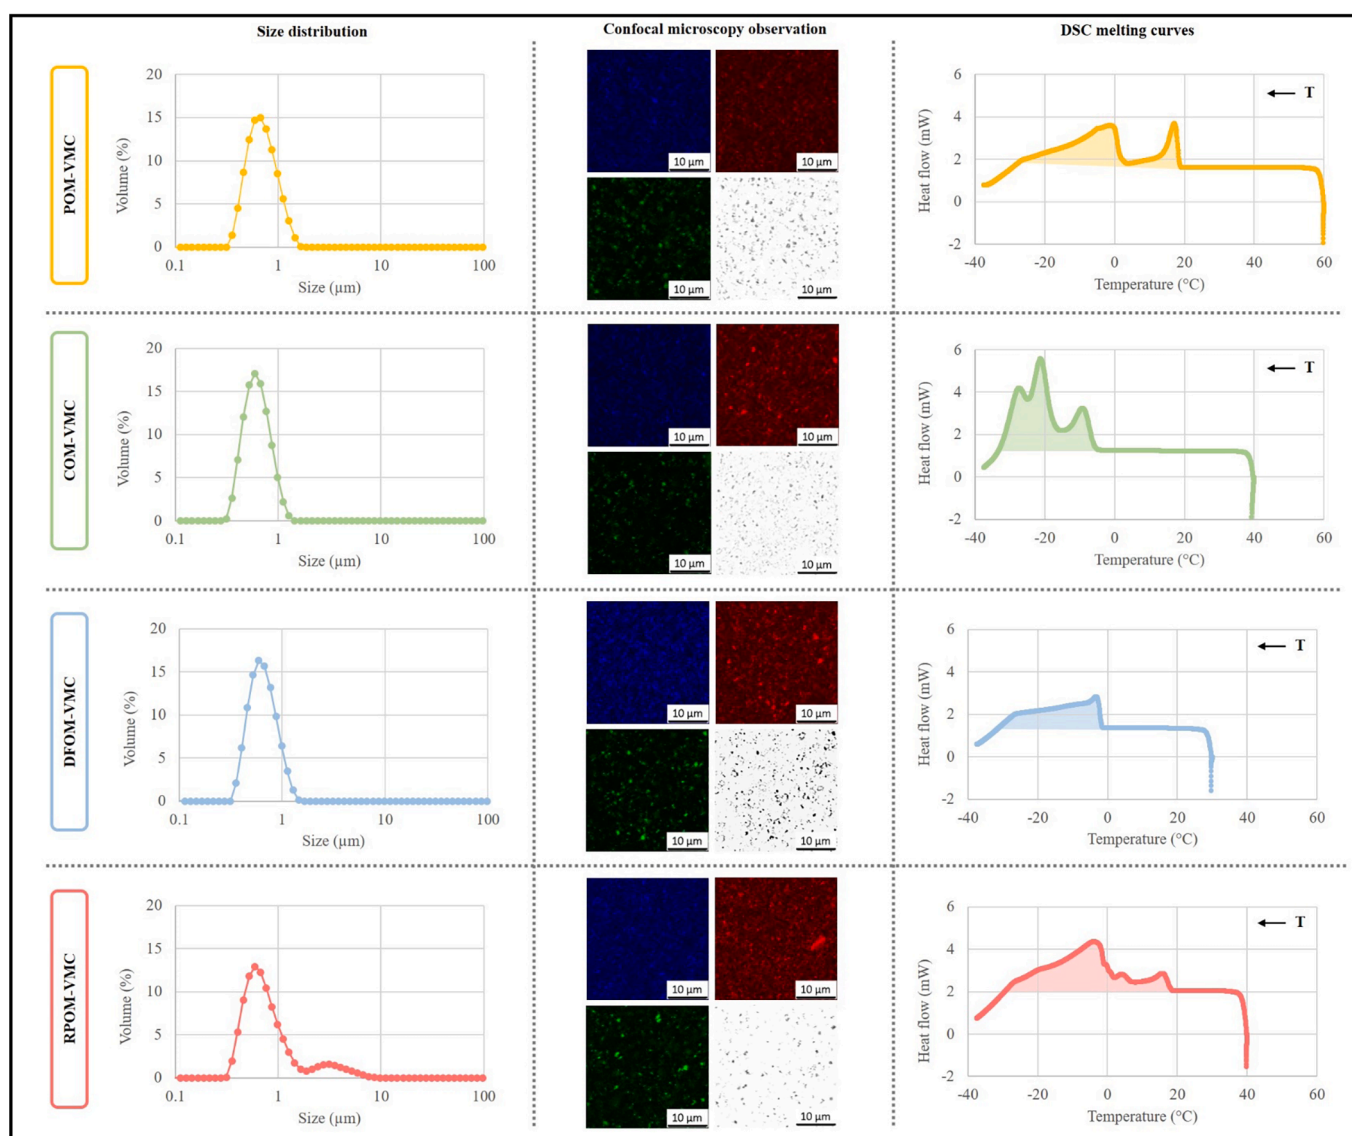 Size distribution
Confocal microscopy observation
DSC melting curves
POM-VMC
Volume (%)
20
15
10
5
0
0.1
1
10
100
Size (µm)
10 µm
10 µm
10 µm
10 µm
Heat flow (mW)
6
4
2
0
-2
-40
-20
0
20
40
60
Temperature (°C)
← T
COM-VMC
Volume (%)
20
15
10
5
0
0.1
1
10
100
Size (µm)
10 µm
10 µm
10 µm
10 µm
Heat flow (mW)
6
4
2
0
-2
-40
-20
0
20
40
60
Temperature (°C)
← T
DFOM-VMC
Volume (%)
20
15
10
5
0
0.1
1
10
100
Size (µm)
10 µm
10 µm
10 µm
10 µm
Heat flow (mW)
6
4
2
0
-2
-40
-20
0
20
40
60
Temperature (°C)
← T
RPOM-VMC
Volume (%)
20
15
10
5
0
0.1
1
10
100
Size (µm)
10 µm
10 µm
10 µm
10 µm
Heat flow (mW)
6
4
2
0
-2
-40
-20
0
20
40
60
Temperature (°C)
← T